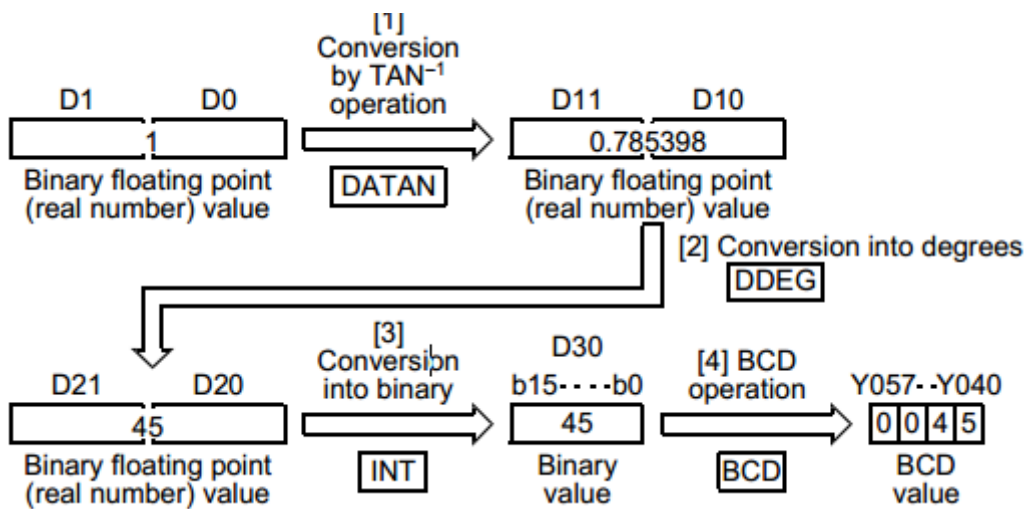 [1]
Conversion
by TAN⁻¹
operation
D1 D0
1
Binary floating point
(real number) value
DATAN
D11 D10
0.785398
Binary floating point
(real number) value
[2] Conversion into degrees
DDEG
D21 D20
45
Binary floating point
(real number) value
[3]
Conversion
into binary
INT
D30
b15----b0
45
Binary
value
[4] BCD
operation
BCD
Y057--Y040
0 0 4 5
BCD
value